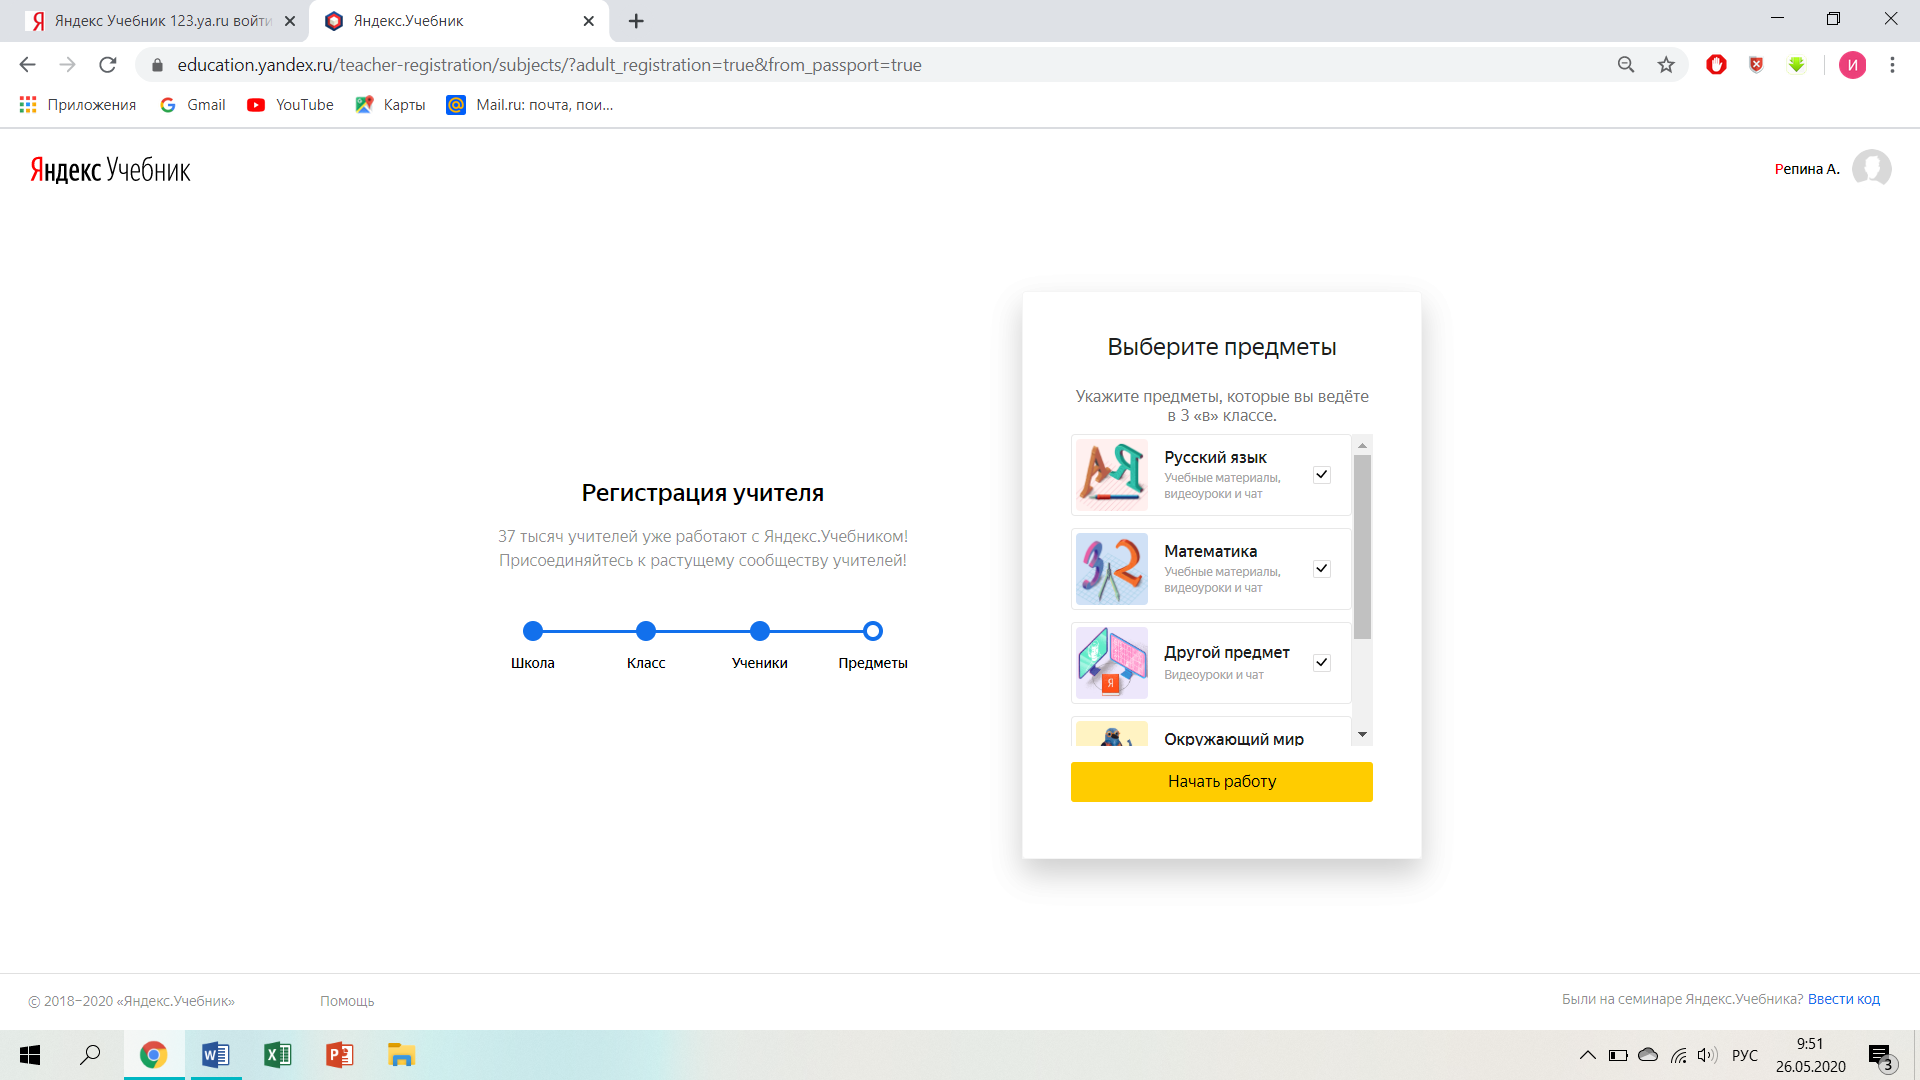 Яндекс Учебник 123.ya.ru войти
Яндекс.Учебник
education.yandex.ru/teacher-registration/subjects/?adult_registration=true&from_passport=true
И
Приложения
Gmail
YouTube
Карты
Mail.ru: почта, пои...
Яндекс Учебник
Репина А.
Выберите предметы
Укажите предметы, которые вы ведёте
в 3 «в» классе.
Русский язык
Учебные материалы,
видеоуроки и чат
Математика
Учебные материалы,
видеоуроки и чат
Другой предмет
Видеоуроки и чат
Окружающий мир
Начать работу
Регистрация учителя
37 тысяч учителей уже работают с Яндекс.Учебником!
Присоединяйтесь к растущему сообществу учителей!
Школа
Класс
Ученики
Предметы
© 2018–2020 «Яндекс.Учебник»
Помощь
Были на семинаре Яндекс.Учебника? Ввести код
РУС
9:51
26.05.2020
3